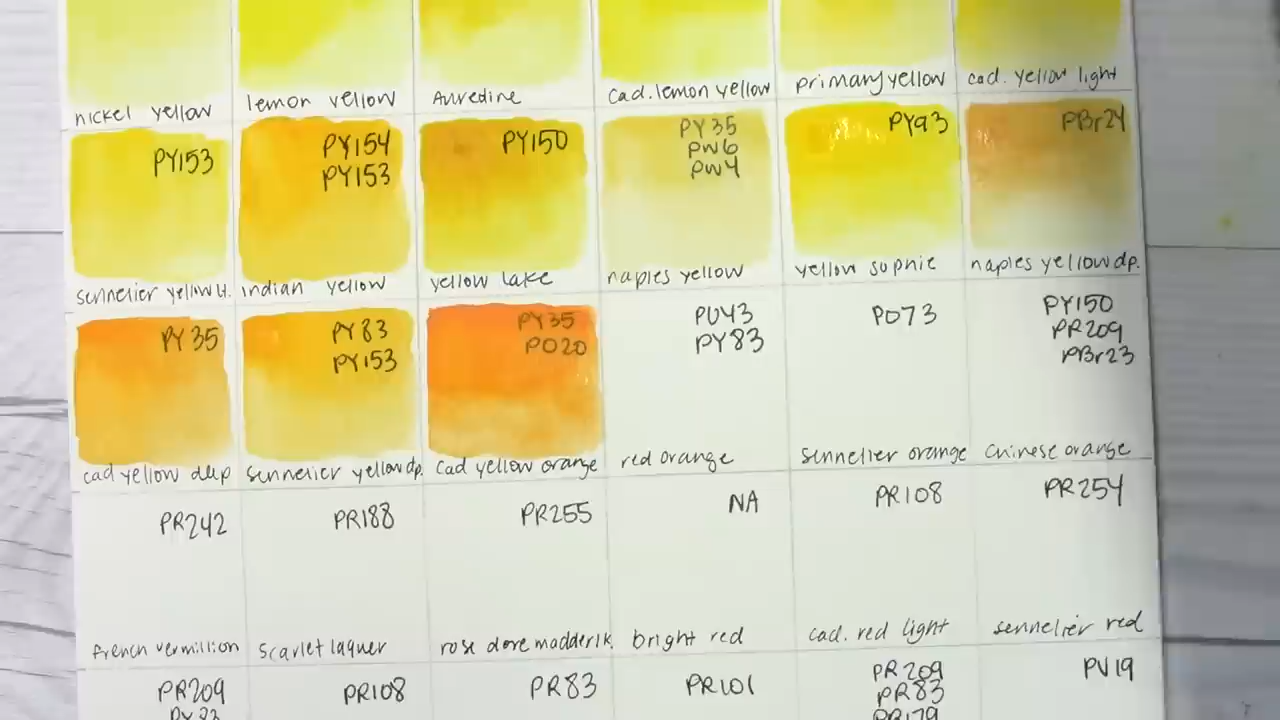 nickel yellow
lemon yellow
Auredine
cad. lemon yellow
primary yellow
cad. yellow light
PY153
PY154
PY153
PY150
PY35
PW6
PW4
PY93
PBr24
sennelier yellow lt.
indian yellow
yellow lake
naples yellow
yellow sophie
naples yellow dp.
PY35
PY83
PY153
PY35
PO20
PO43
PY83
PO73
PY150
PR209
PBr23
cad yellow deep
sennelier yellow dp.
cad yellow orange
red orange
sennelier orange
chinese orange
PR242
PR188
PR255
NA
PR108
PR254
french vermillion
scarlet laquer
rose dore madder lk.
bright red
cad. red light
sennelier red
PR209
PY83
PR108
PR83
PR101
PR209
PR83
PR179
PV19